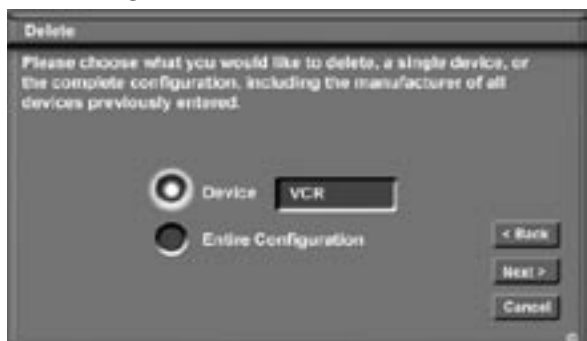 Delete
Please choose what you would like to delete, a single device, or
the complete configuration, including the manufacturer of all
devices previously entered.
Device VCR
Entire Configuration
< Back
Next >
Cancel